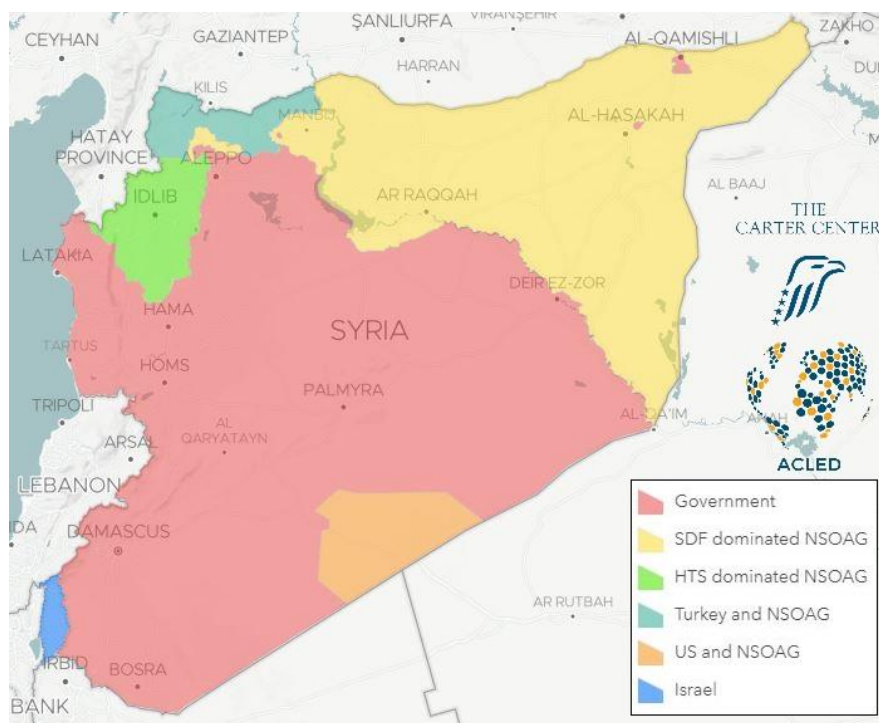 ŞANLIURFA
VIRANŞEHIR
CEYHAN
GAZIANTEP
AL-QAMISHLI
ZAKHO
KILIS
HARRAN
MANBIJ
AL-HASAKAH
HATAY
PROVINCE
ALEPPO
IDLIB
AR RAQQAH
AL BAAJ
THE
CARTER CENTER
LATAKIA
DEIR EZ-ZOR
HAMA
SYRIA
TARTUS
HOMS
PALMYRA
TRIPOLI
AL
QARYATAYN
AL-QA'IM
ANAH
ARSAL
ACLED
LEBANON
Government
DAMASCUS
SDF dominated NSOAG
HTS dominated NSOAG
AR RUTBAH
Turkey and NSOAG
US and NSOAG
IRBID
BOSRA
Israel
BANK